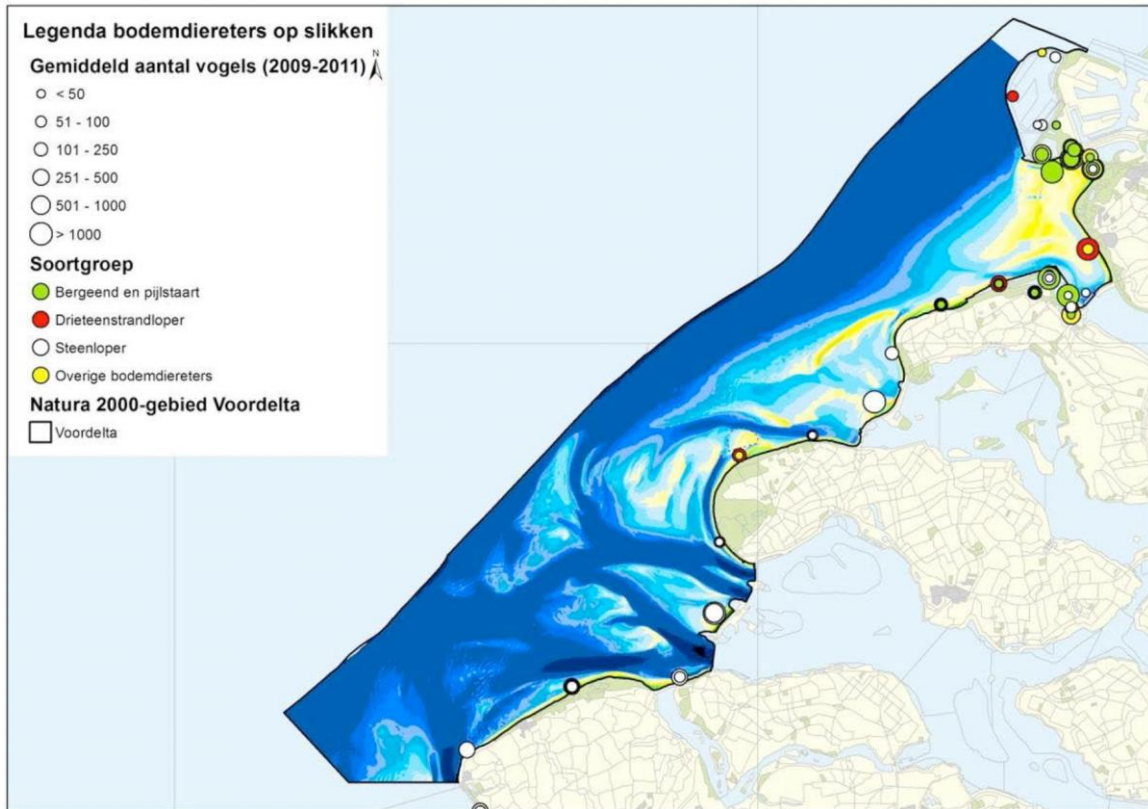 Legenda bodemdiereters op slikken
Gemiddeld aantal vogels (2009-2011)
N
< 50
51 - 100
101 - 250
251 - 500
501 - 1000
> 1000
Soortgroep
Bergeend en pijlstaart
Drieteenstrandloper
Steenloper
Overige bodemdiereters
Natura 2000-gebied Voordelta
Voordelta